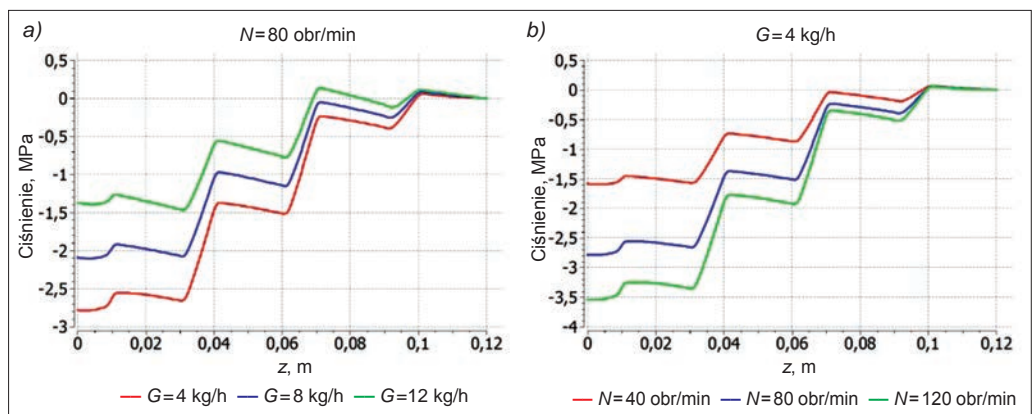 a)
N=80 obr/min
Ciśnienie, MPa
0,5
0
-0,5
-1
-1,5
-2
-2,5
-3
0 0,02 0,04 0,06 0,08 0,1 0,12
z, m
G=4 kg/h G=8 kg/h G=12 kg/h
b)
G=4 kg/h
Ciśnienie, MPa
0,5
0
-0,5
-1
-1,5
-2
-2,5
-3
-3,5
-4
0 0,02 0,04 0,06 0,08 0,1 0,12
z, m
N=40 obr/min N=80 obr/min N=120 obr/min